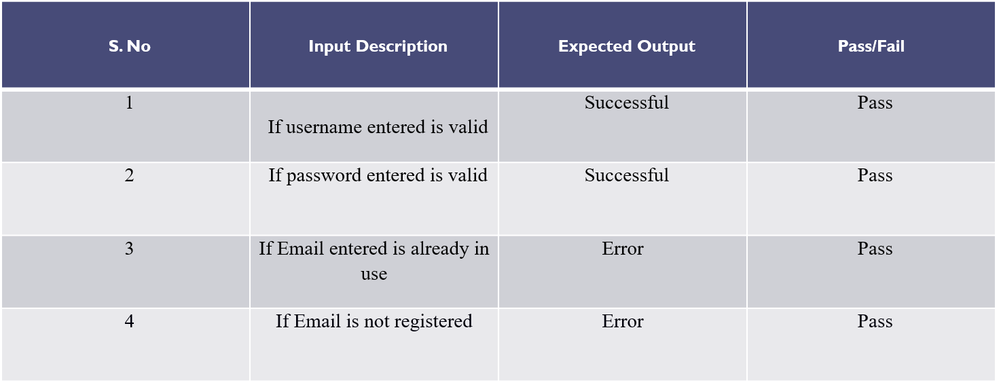 S. No Input Description Expected Output Pass/Fail
1 If username entered is valid Successful Pass
2 If password entered is valid Successful Pass
3 If Email entered is already in Error Pass
use
4 If Email is not registered Error Pass